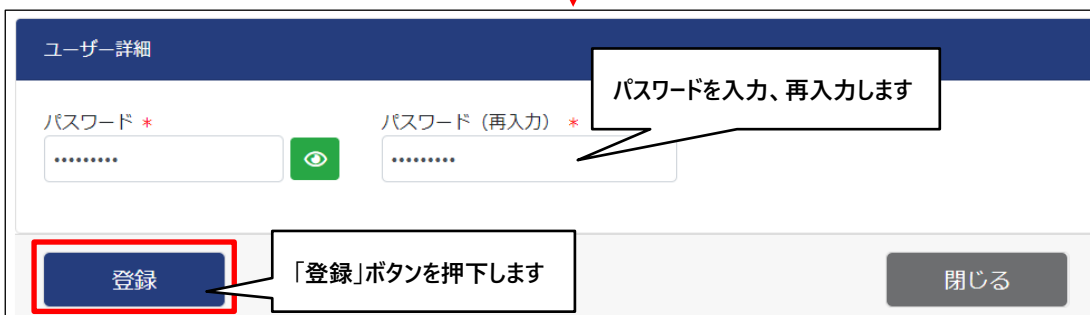 ユーザー詳細
パスワードを入力、再入力します
パスワード *
パスワード（再入力） *
•••••••••
•••••••••
登録
「登録」ボタンを押下します
閉じる